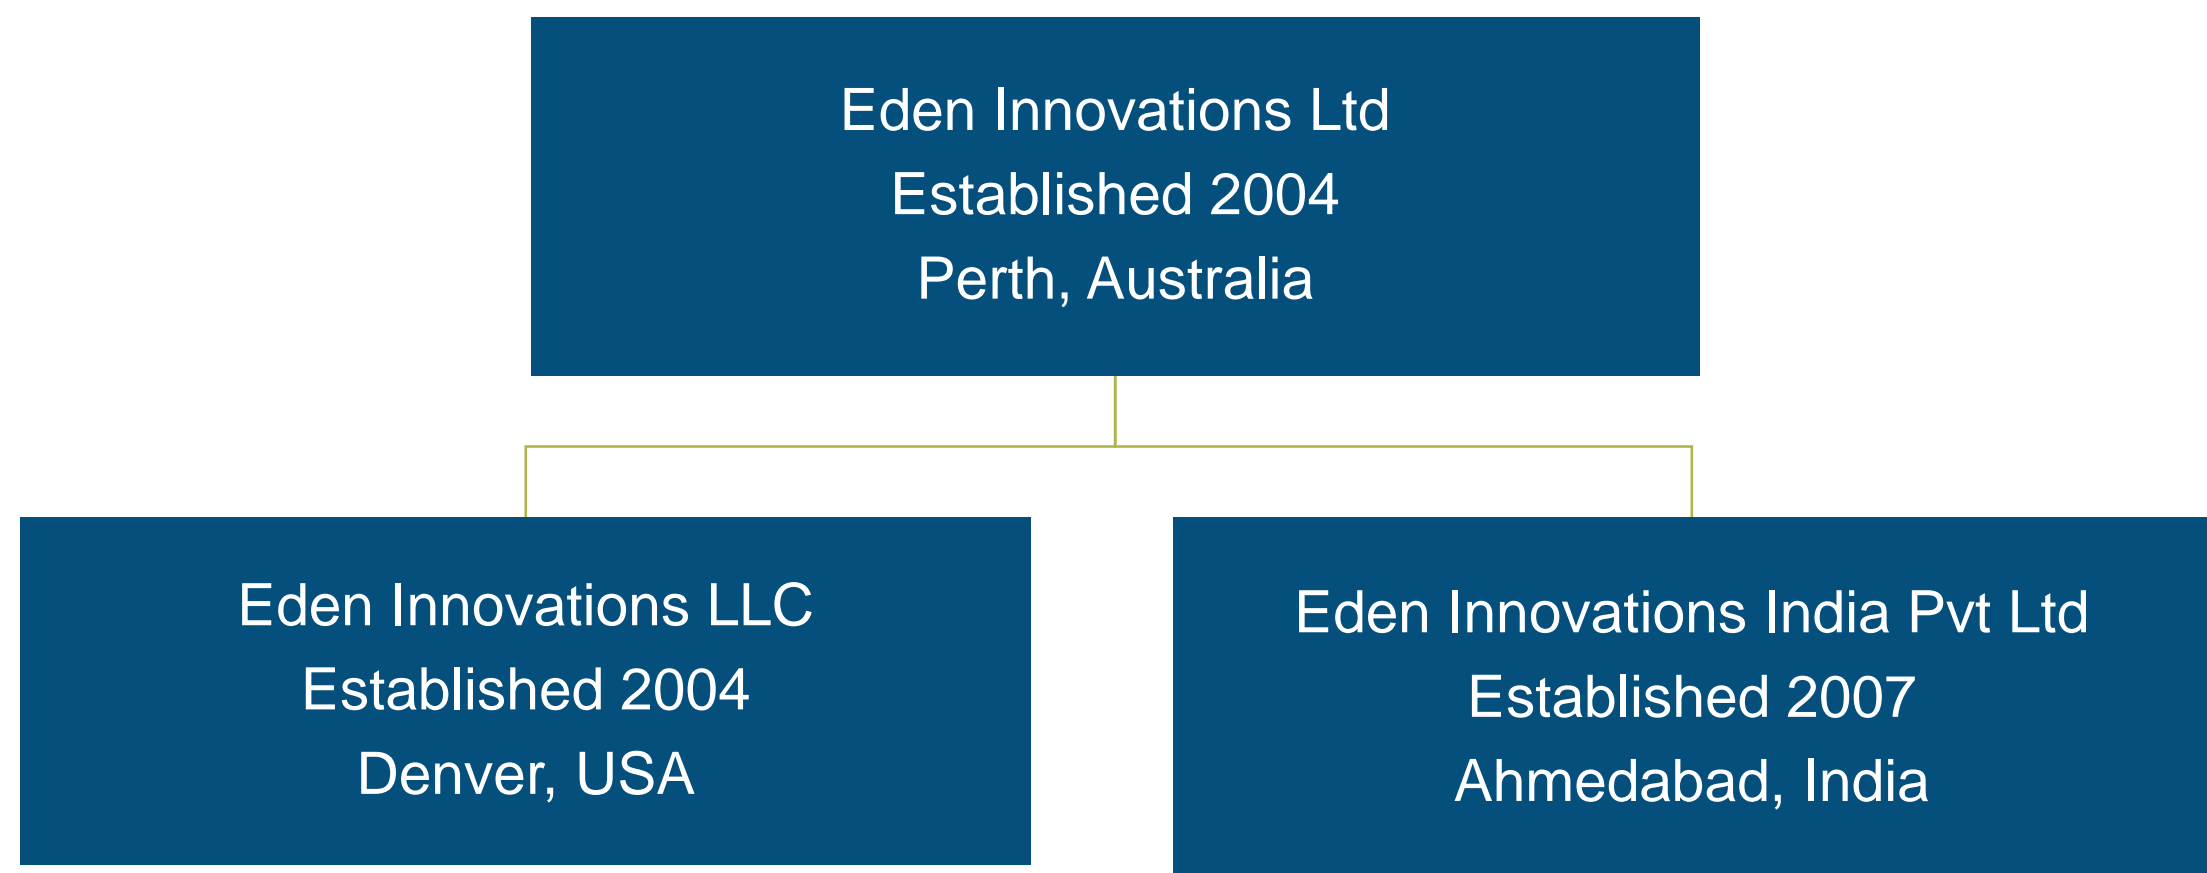 Eden Innovations Ltd
Established 2004
Perth, Australia
Eden Innovations LLC
Established 2004
Denver, USA
Eden Innovations India Pvt Ltd
Established 2007
Ahmedabad, India